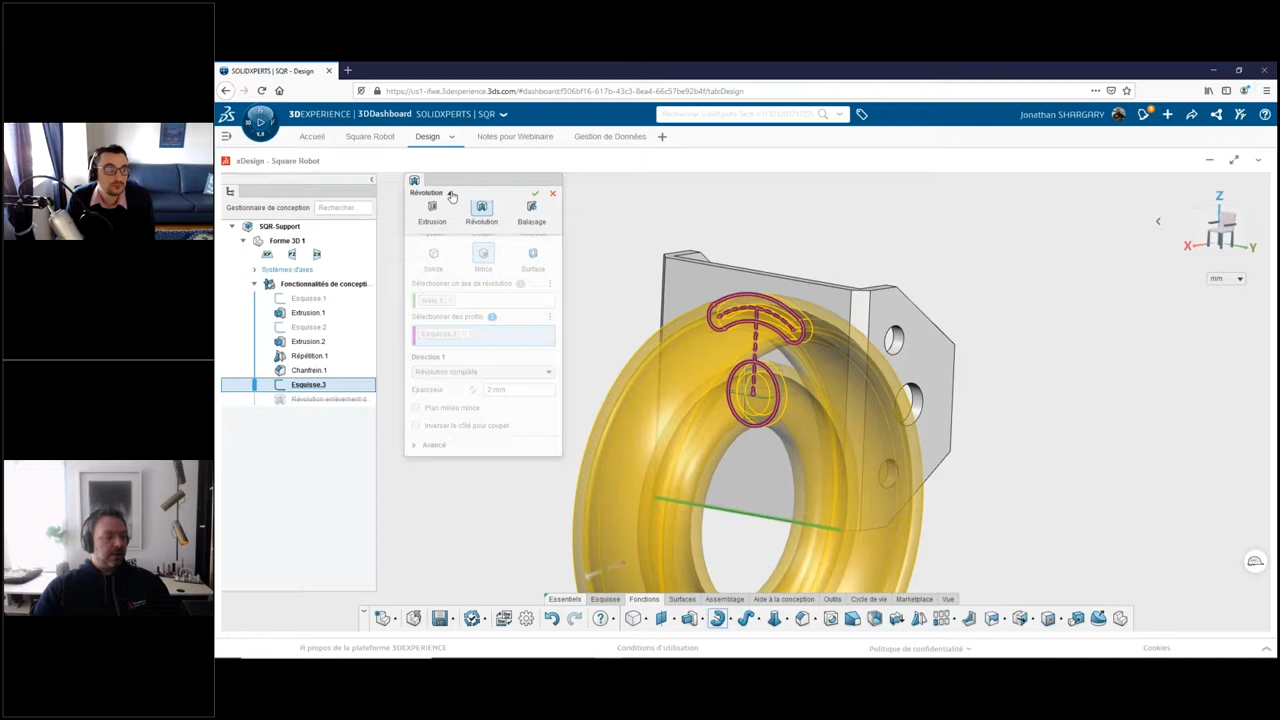 SOLIDXPERTS | SQR - Design
https://us1-ifwe.3dexperience.3ds.com/#dashboard:f306bf16-617b-43c3-8ea4-66c57be92b4f/tab:Design
3DEXPERIENCE | 3DDashboard SOLIDXPERTS | SQR
Jonathan SHARGARY
Accueil Square Robot Design Notes pour Webinaire Gestion de Données
xDesign - Square Robot
Gestionnaire de conception Rechercher...
SQR-Support
Forme 3D 1
Systèmes d'axes
Fonctionnalités de concepti...
Esquisse.1
Extrusion.1
Esquisse.2
Extrusion.2
Répétition.1
Chanfrein.1
Esquisse.3
Révolution enlèvement d
Révolution
Extrusion Révolution Balayage
Solide Mince Surface
Sélectionner un axe de révolution
Sélectionner des profils
Esquisse.3
Direction 1
Révolution complète
Epaisseur 2 mm
Plan milieu mince
Inverser le côté pour couper
Avancé
Z
X Y
mm
Essentiels Esquisse Fonctions Surfaces Assemblage Aide à la conception Outils Cycle de vie Marketplace Vue
A propos de la plateforme 3DEXPERIENCE Conditions d'utilisation Politique de confidentialité Cookies